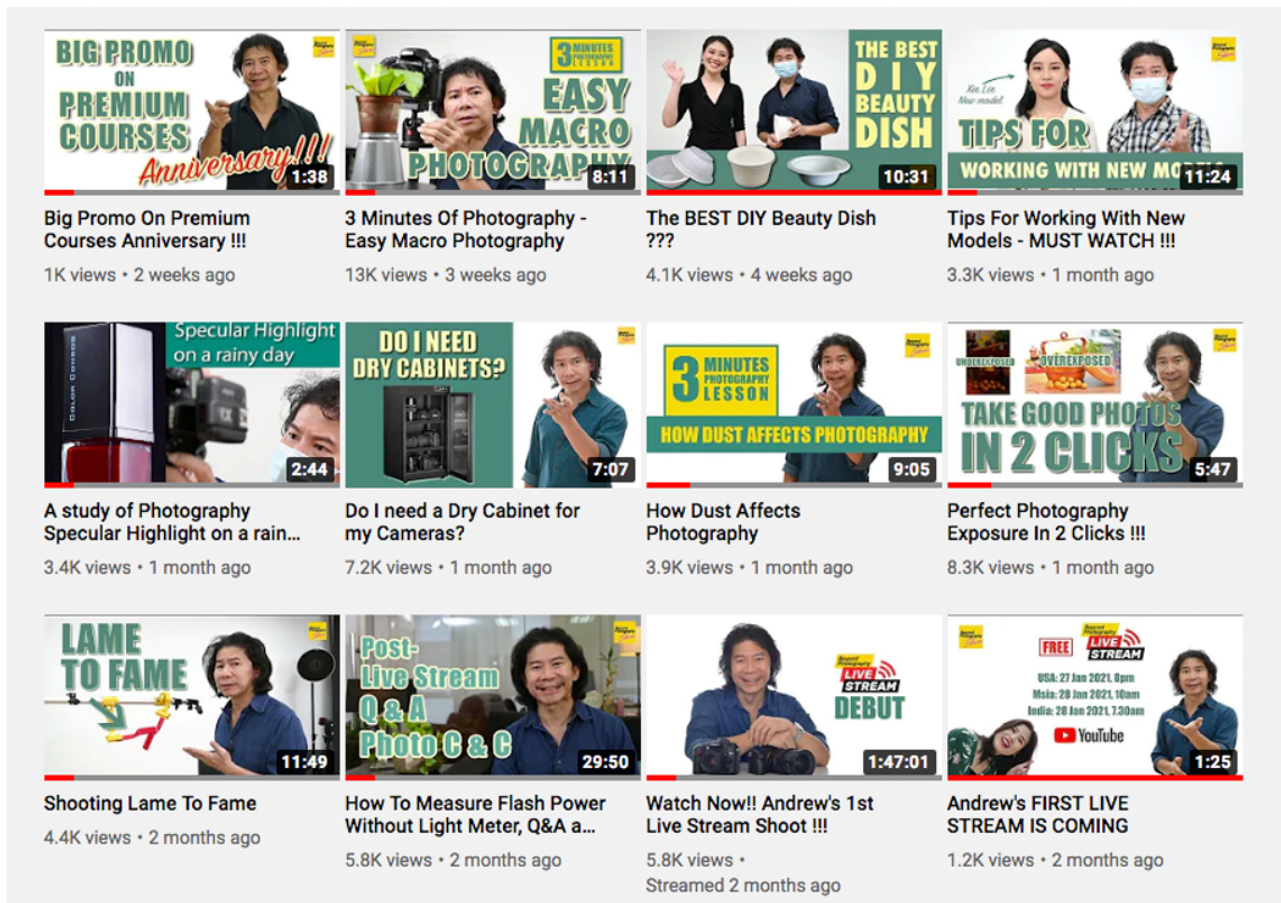 BIG PROMO
ON
PREMIUM
COURSES
Anniversary!!!
1:38
3 MINUTES
PHOTOGRAPHY
LESSON
EASY
MACRO
PHOTOGRAPHY
8:11
THE BEST
DIY
BEAUTY
DISH
10:31
Xin Lin
New model
TIPS FOR
WORKING WITH NEW
11:24
Big Promo On Premium
Courses Anniversary !!!
1K views • 2 weeks ago
3 Minutes Of Photography -
Easy Macro Photography
13K views • 3 weeks ago
The BEST DIY Beauty Dish
???
4.1K views • 4 weeks ago
Tips For Working With New
Models - MUST WATCH !!!
3.3K views • 1 month ago
COLOR COMBOS
Specular Highlight
on a rainy day
2:44
DO I NEED
DRY CABINETS?
7:07
3 MINUTES
PHOTOGRAPHY
LESSON
HOW DUST AFFECTS PHOTOGRAPHY
9:05
UNDEREXPOSED
OVEREXPOSED
TAKE GOOD PHOTOS
IN 2 CLICKS
5:47
A study of Photography
Specular Highlight on a rain...
3.4K views • 1 month ago
Do I need a Dry Cabinet for
my Cameras?
7.2K views • 1 month ago
How Dust Affects
Photography
3.9K views • 1 month ago
Perfect Photography
Exposure In 2 Clicks !!!
8.3K views • 1 month ago
LAME
TO FAME
11:49
Post-
Live Stream
Q & A
Photo C & C
29:50
Beyond
Photography
LIVE
STREAM
DEBUT
1:47:01
FREE
Beyond
Photography
LIVE
STREAM
USA: 27 Jan 2021, 8pm
Msia: 28 Jan 2021, 10am
India: 28 Jan 2021, 7.30am
YouTube
1:25
Shooting Lame To Fame
4.4K views • 2 months ago
How To Measure Flash Power
Without Light Meter, Q&A a...
5.8K views • 2 months ago
Watch Now!! Andrew's 1st
Live Stream Shoot !!!
5.8K views •
Streamed 2 months ago
Andrew's FIRST LIVE
STREAM IS COMING
1.2K views • 2 months ago